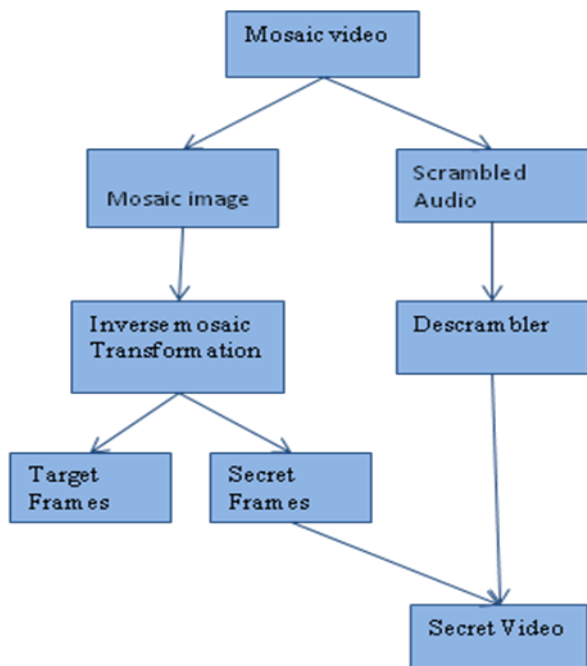 Mosaic video
Mosaic image
Scrambled
Audio
Inverse mosaic
Transformation
Descrambler
Target
Frames
Secret
Frames
Secret Video